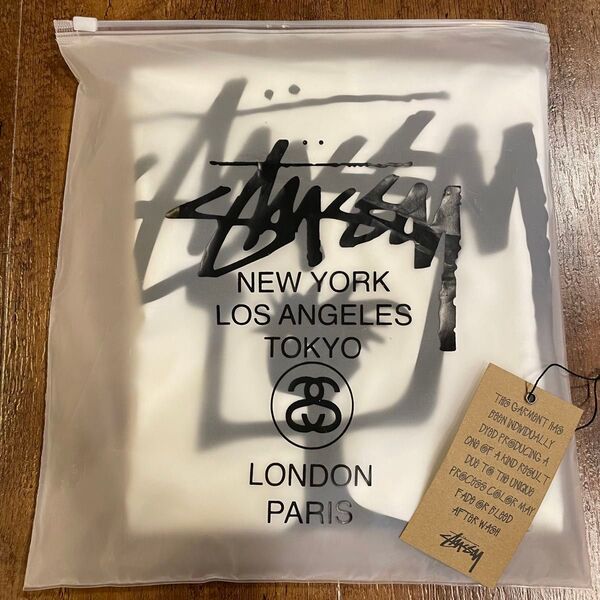 Stüssy
NEW YORK
LOS ANGELES
TOKYO
LONDON
PARIS
THIS GARMENT HAS
BEEN INDIVIDUALLY
DYED PRODUCING A
ONE OF A KIND RESULT
DUE TO THE UNIQUE
PROCESS COLOR MAY
FADE OR BLEED
AFTER WASH
Stüssy